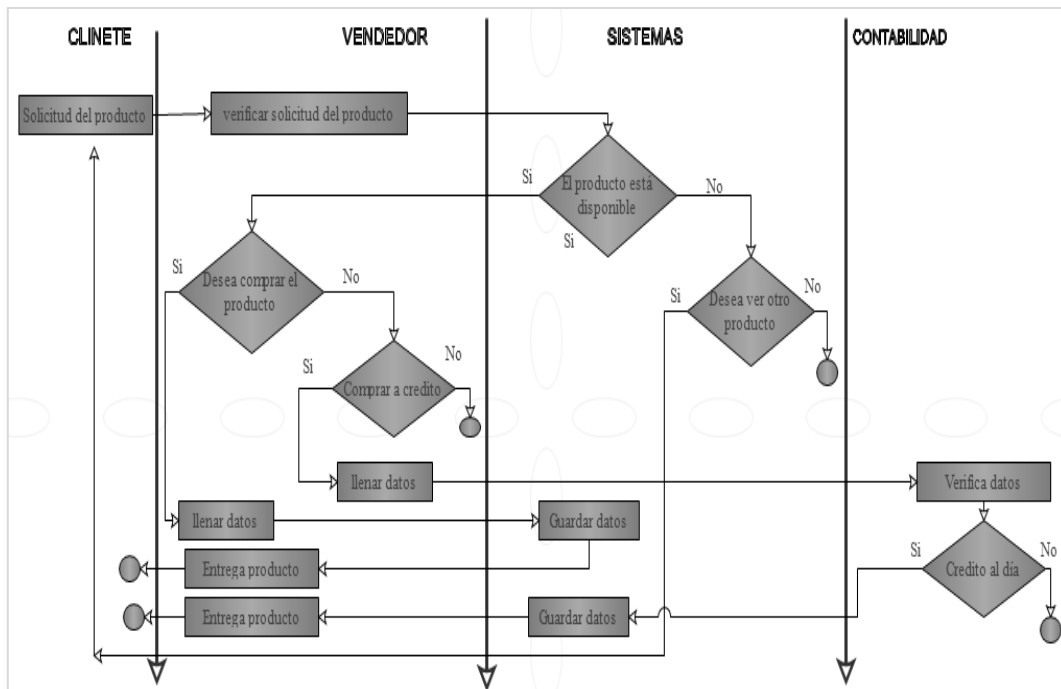 CLINETE
VENDEDOR
SISTEMAS
CONTABILIDAD
Solicitud del producto
verificar solicitud del producto
El producto está
disponible
Si
No
Si
Desea comprar el
producto
Si
No
Desea ver otro
producto
Si
No
Comprar a credito
Si
No
llenar datos
Verifica datos
llenar datos
Guardar datos
Entrega producto
Credito al día
Si
No
Entrega producto
Guardar datos